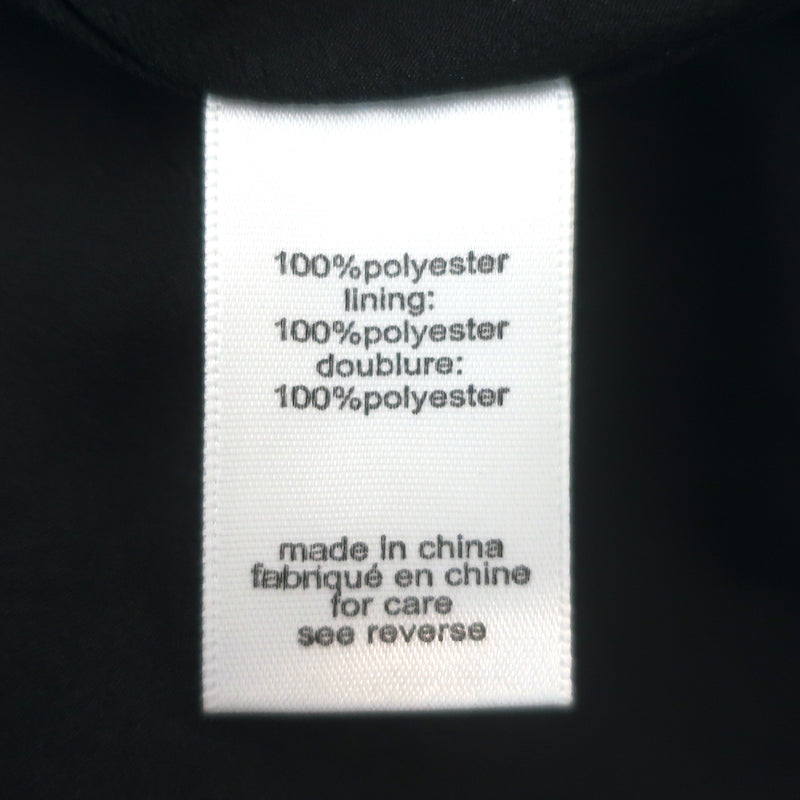 100%polyester
lining:
100%polyester
doublure:
100%polyester
made in china
fabriqué en chine
for care
see reverse